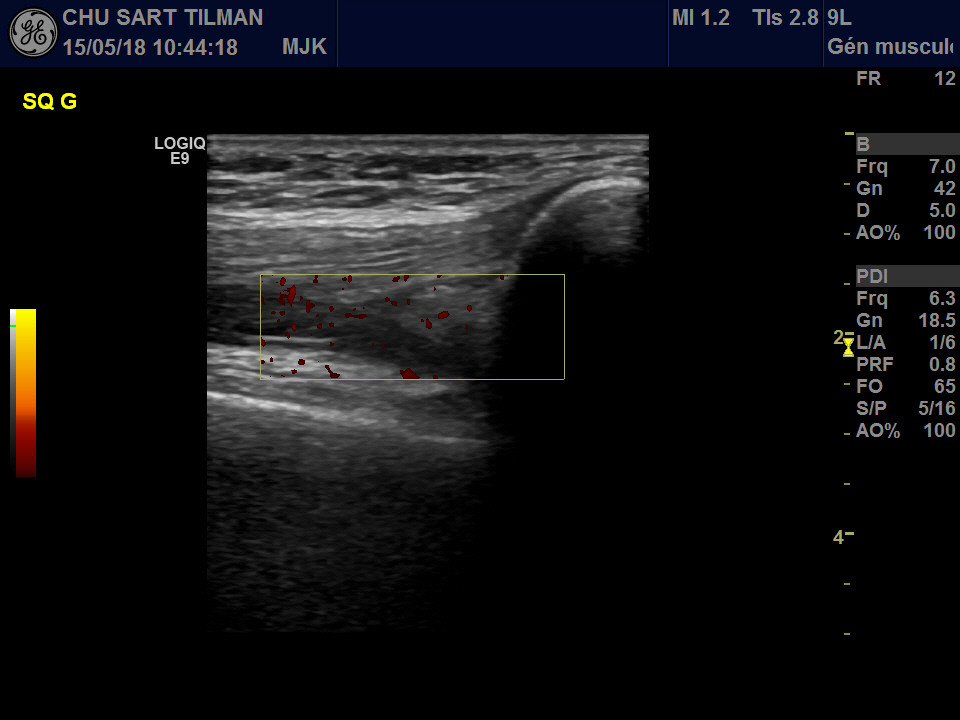 CHU SART TILMAN
15/05/18 10:44:18 MJK
MI 1.2 TIs 2.8
9L
Gén muscul
SQ G
LOGIQ
E9
FR 12
B
Frq 7.0
Gn 42
D 5.0
AO% 100
PDI
Frq 6.3
Gn 18.5
L/A 1/6
PRF 0.8
FO 65
S/P 5/16
AO% 100
2
4